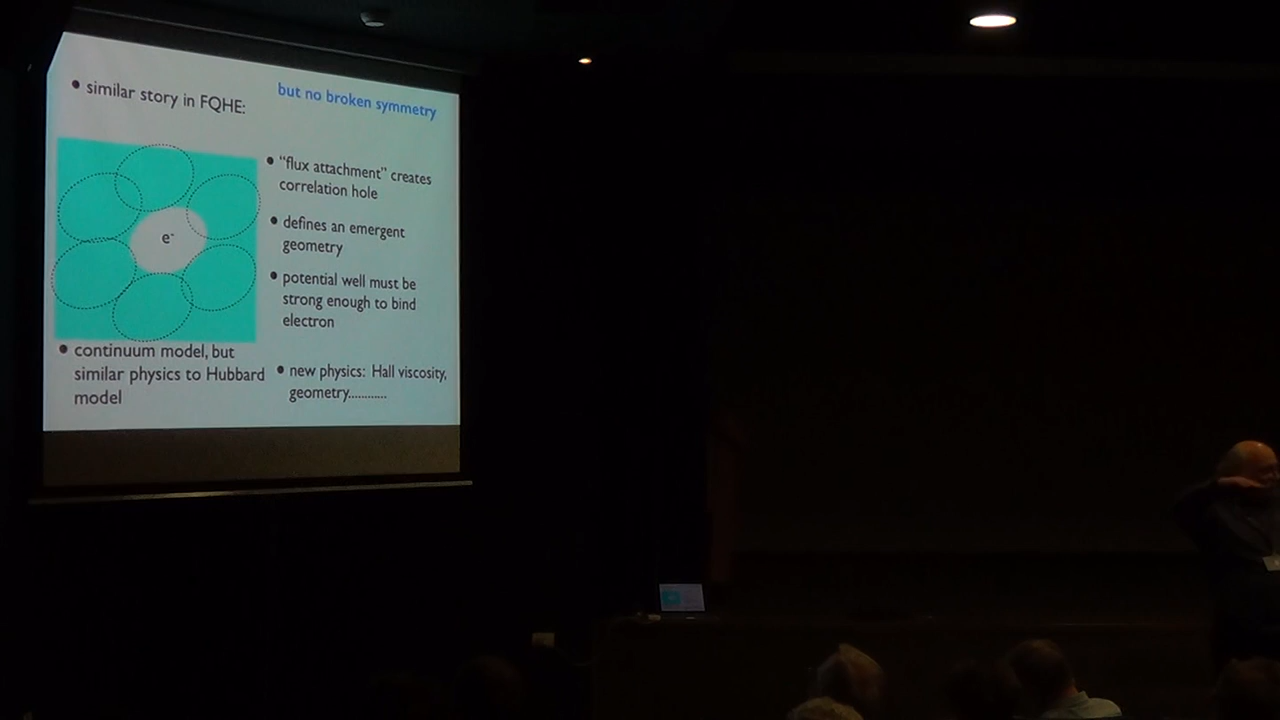 • similar story in FQHE:
but no broken symmetry
e-
• "flux attachment" creates
correlation hole
• defines an emergent
geometry
• potential well must be
strong enough to bind
electron
• continuum model, but
similar physics to Hubbard
model
• new physics: Hall viscosity,
geometry............